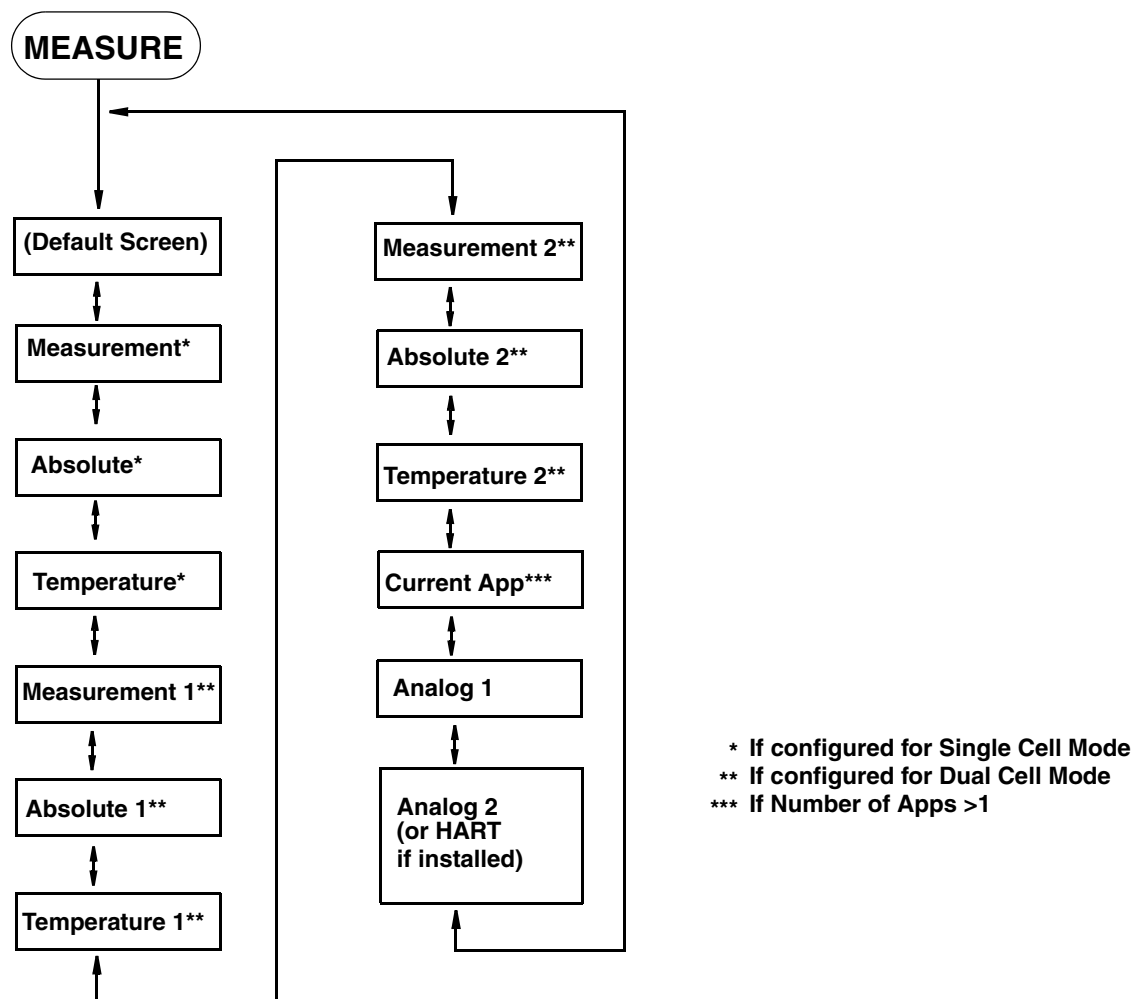 MEASURE
(Default Screen)
Measurement*
Absolute*
Temperature*
Measurement 1**
Absolute 1**
Temperature 1**
Measurement 2**
Absolute 2**
Temperature 2**
Current App***
Analog 1
Analog 2
(or HART
if installed)
* If configured for Single Cell Mode
** If configured for Dual Cell Mode
*** If Number of Apps >1